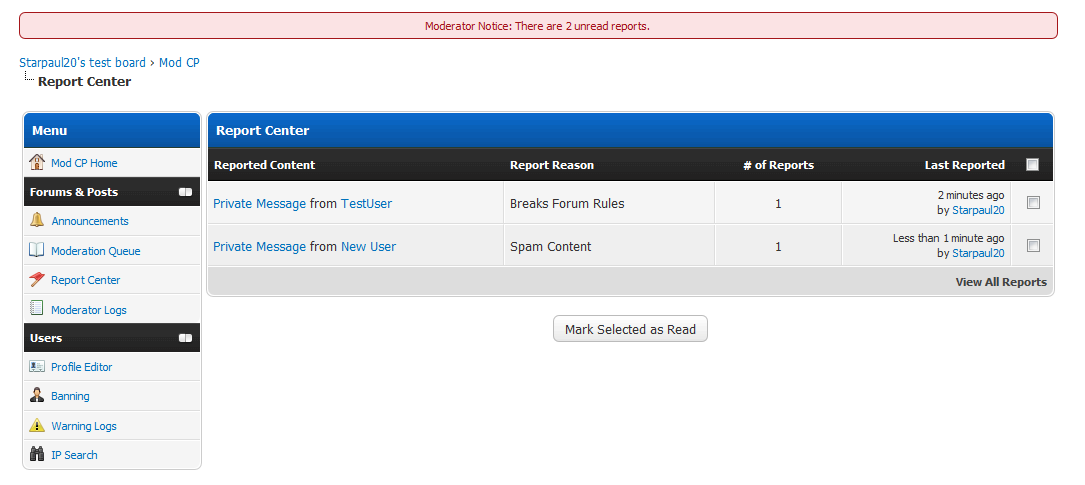 Moderator Notice: There are 2 unread reports.
Starpaul20's test board › Mod CP
Report Center
Menu
Mod CP Home
Forums & Posts
Announcements
Moderation Queue
Report Center
Moderator Logs
Users
Profile Editor
Banning
Warning Logs
IP Search
Report Center
Reported Content Report Reason # of Reports Last Reported
Private Message from TestUser Breaks Forum Rules 1 2 minutes ago
by Starpaul20
Private Message from New User Spam Content 1 Less than 1 minute ago
by Starpaul20
View All Reports
Mark Selected as Read